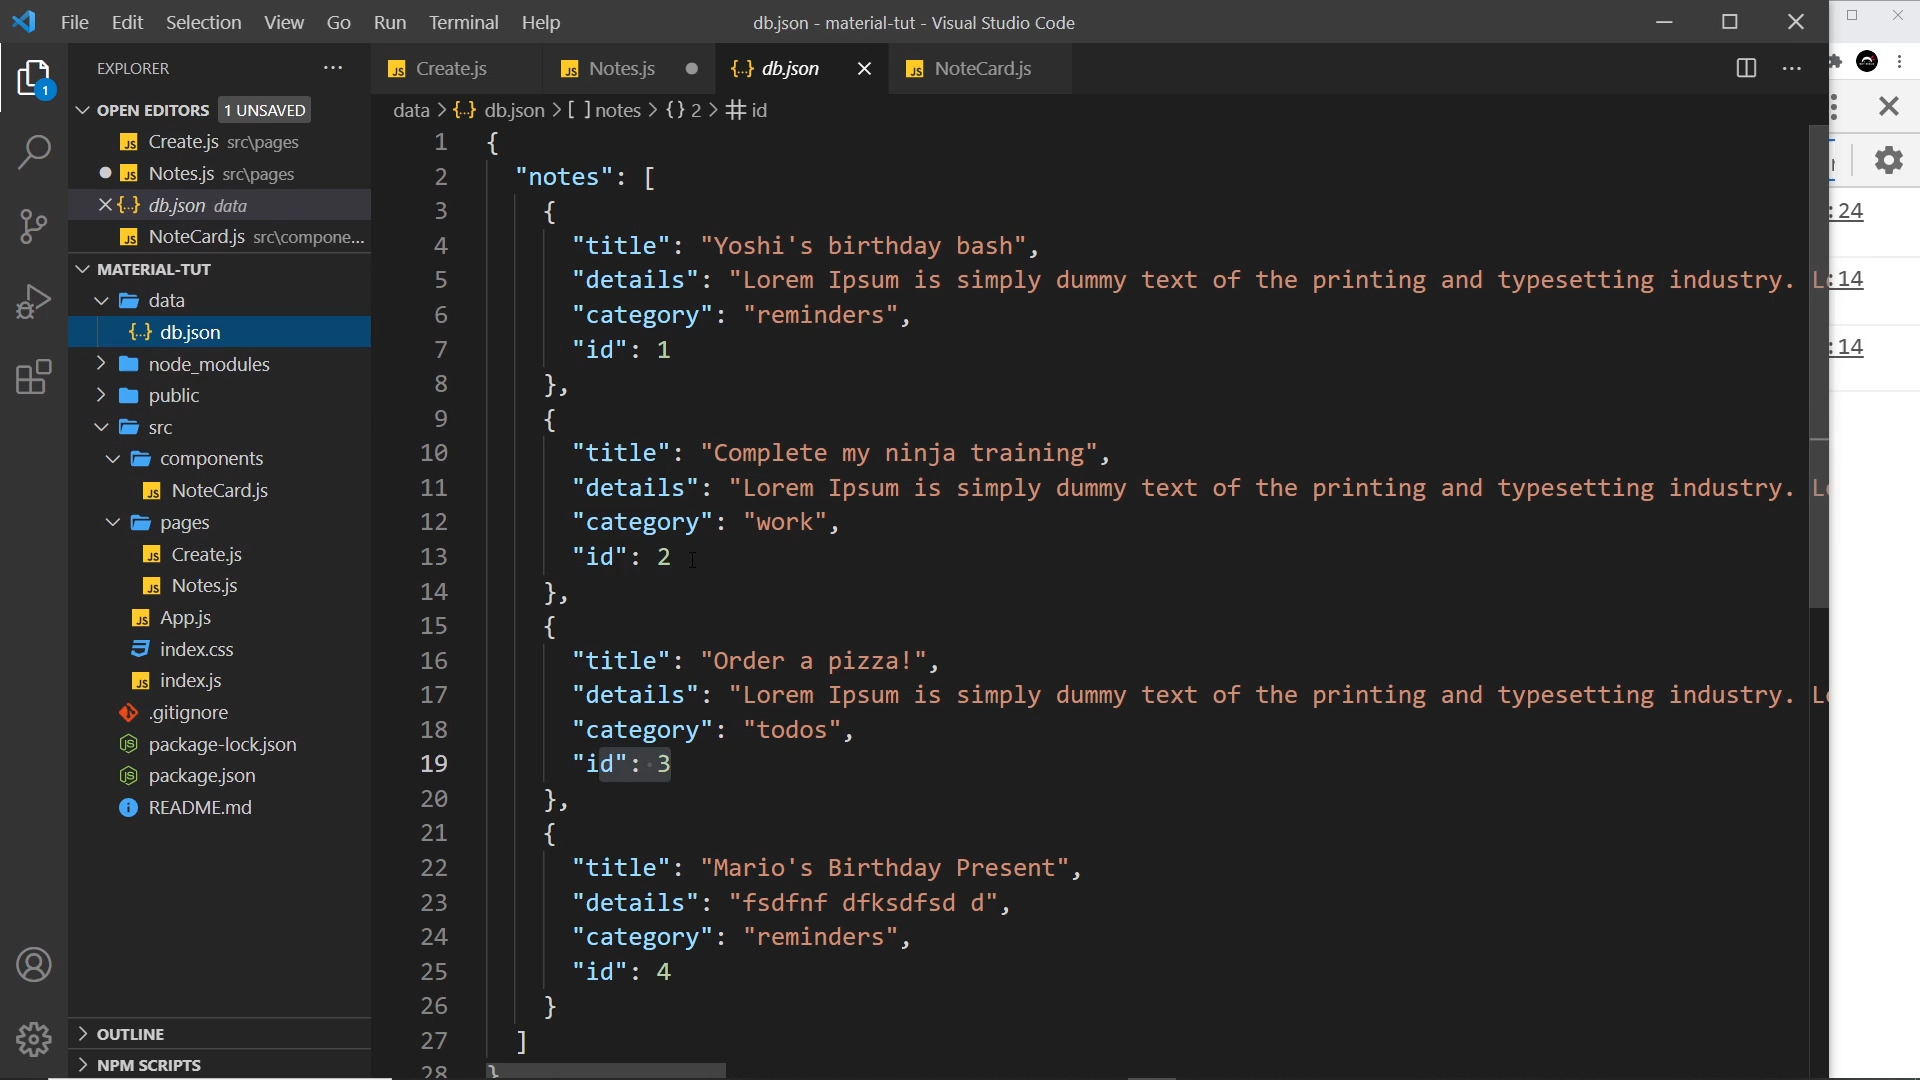 File Edit Selection View Go Run Terminal Help
db.json - material-tut - Visual Studio Code
EXPLORER
OPEN EDITORS 1 UNSAVED
Create.js src\pages
Notes.js src\pages
db.json data
NoteCard.js src\compone...
MATERIAL-TUT
data
{..} db.json
node_modules
public
src
components
JS NoteCard.js
pages
JS Create.js
JS Notes.js
JS App.js
index.css
JS index.js
.gitignore
package-lock.json
package.json
README.md
OUTLINE
NPM SCRIPTS
JS Create.js JS Notes.js {..} db.json JS NoteCard.js
data > {..} db.json > [ ] notes > {} 2 > # id
1 {
2 "notes": [
3 {
4 "title": "Yoshi's birthday bash",
5 "details": "Lorem Ipsum is simply dummy text of the printing and typesetting industry. L
6 "category": "reminders",
7 "id": 1
8 },
9 {
10 "title": "Complete my ninja training",
11 "details": "Lorem Ipsum is simply dummy text of the printing and typesetting industry. L
12 "category": "work",
13 "id": 2
14 },
15 {
16 "title": "Order a pizza!",
17 "details": "Lorem Ipsum is simply dummy text of the printing and typesetting industry. L
18 "category": "todos",
19 "id": 3
20 },
21 {
22 "title": "Mario's Birthday Present",
23 "details": "fsdfnf dfksdfsd d",
24 "category": "reminders",
25 "id": 4
26 }
27 ]
28 }
:24
:14
:14